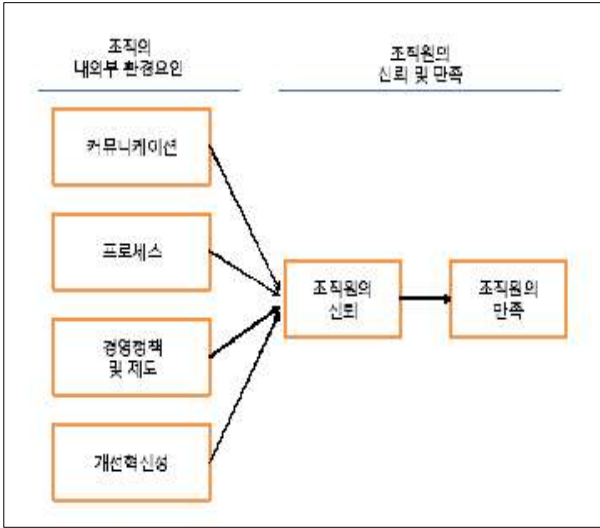 조직의
내외부 환경요인
조직원의
신뢰 및 만족
커뮤니케이션
프로세스
경영정책
및 제도
개선혁신성
조직원의
신뢰
조직원의
만족